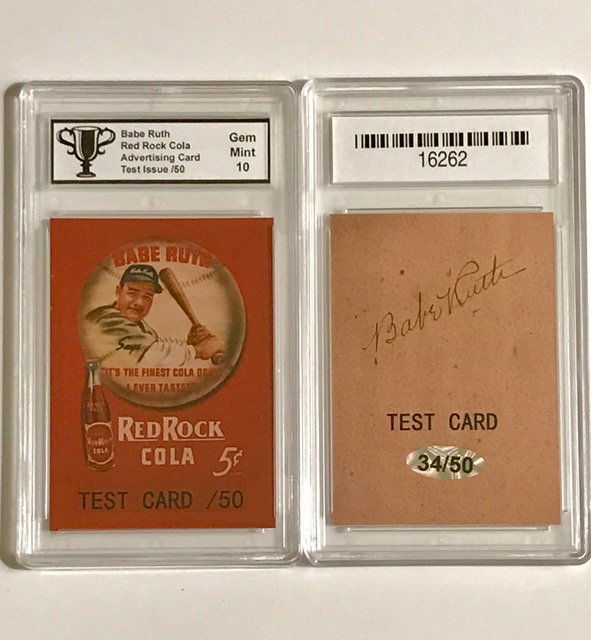 Babe Ruth
Red Rock Cola
Advertising Card
Test Issue /50
Gem
Mint
10
BABE RUTH
"IT'S THE FINEST COLA DRINK
I EVER TASTED"
RED ROCK
COLA
5¢
TEST CARD /50
16262
Babe Ruth
TEST CARD
34/50